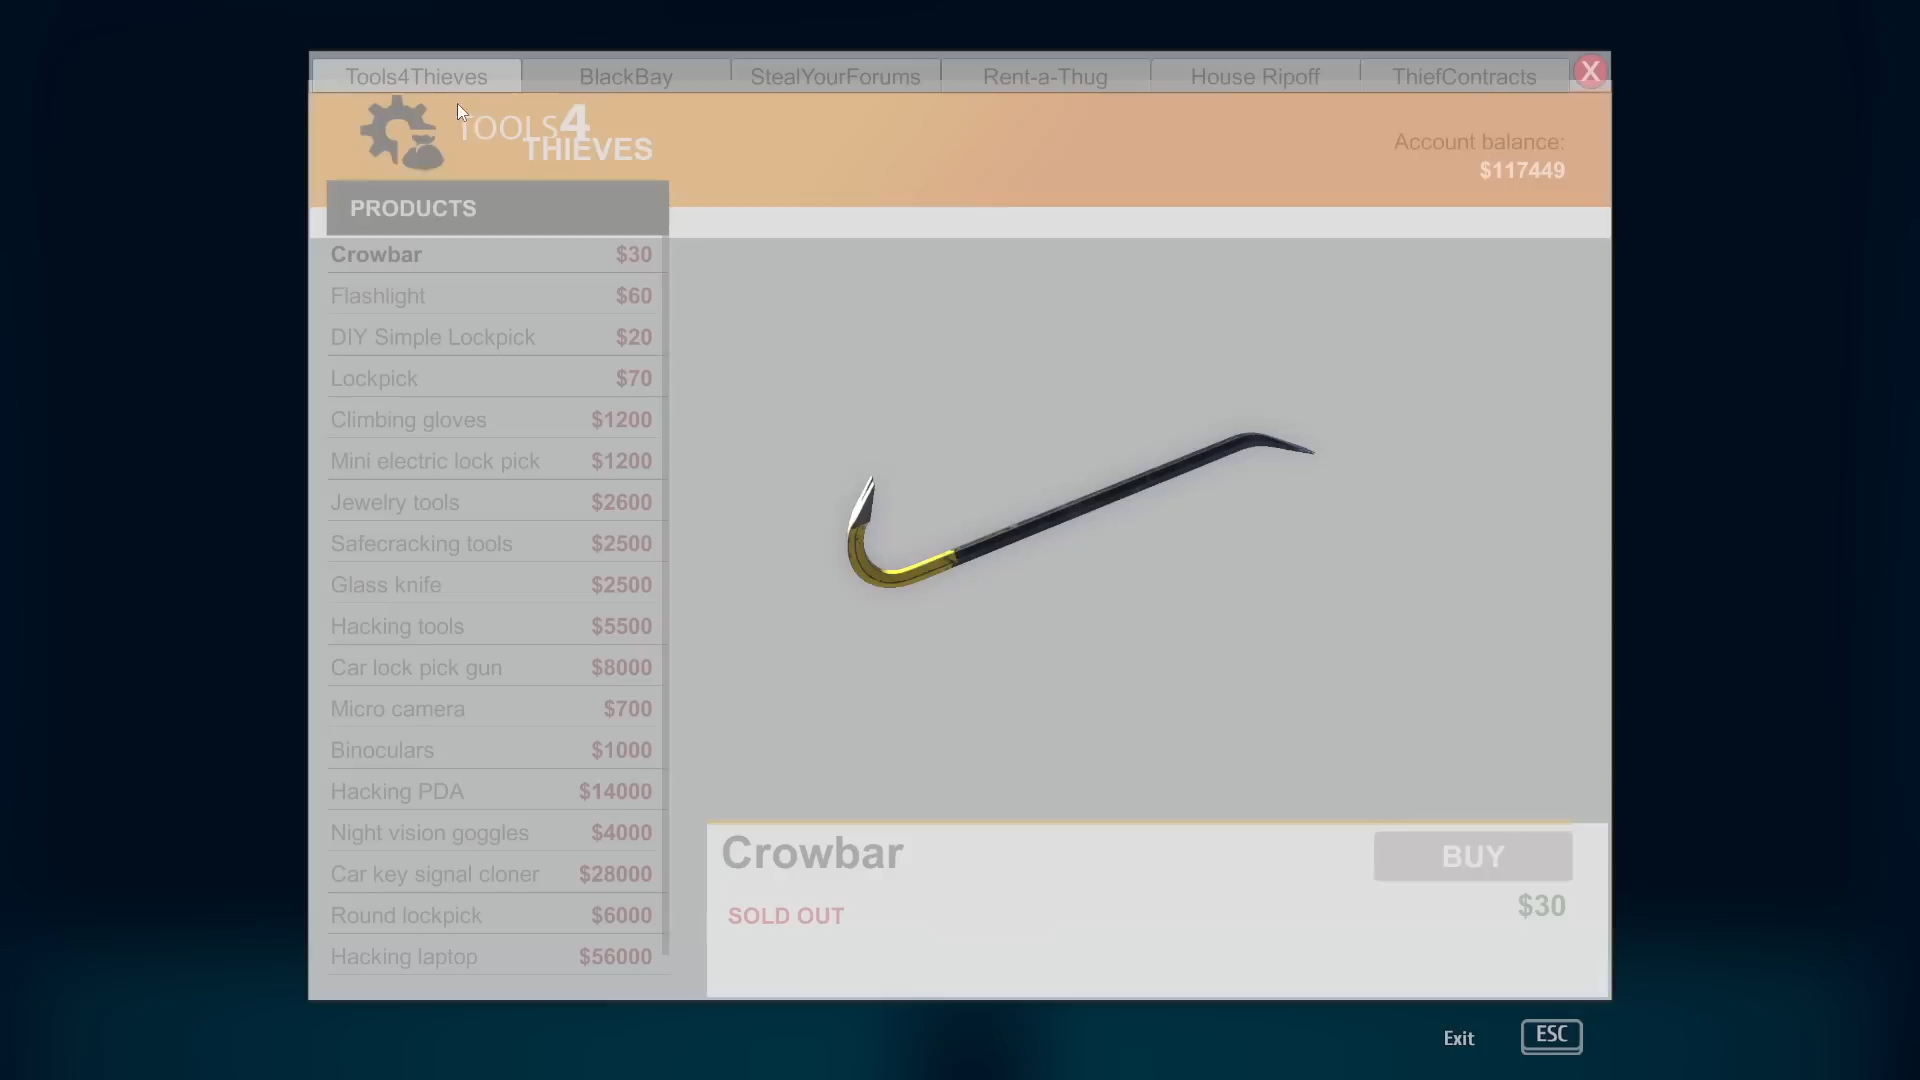 Tools4Thieves BlackBay StealYourForums Rent-a-Thug House Ripoff ThiefContracts X
TOOLS4
THIEVES
Account balance:
$117449
PRODUCTS
Crowbar $30
Flashlight $60
DIY Simple Lockpick $20
Lockpick $70
Climbing gloves $1200
Mini electric lock pick $1200
Jewelry tools $2600
Safecracking tools $2500
Glass knife $2500
Hacking tools $5500
Car lock pick gun $8000
Micro camera $700
Binoculars $1000
Hacking PDA $14000
Night vision goggles $4000
Car key signal cloner $28000
Round lockpick $6000
Hacking laptop $56000
Crowbar
BUY
SOLD OUT
$30
Exit ESC